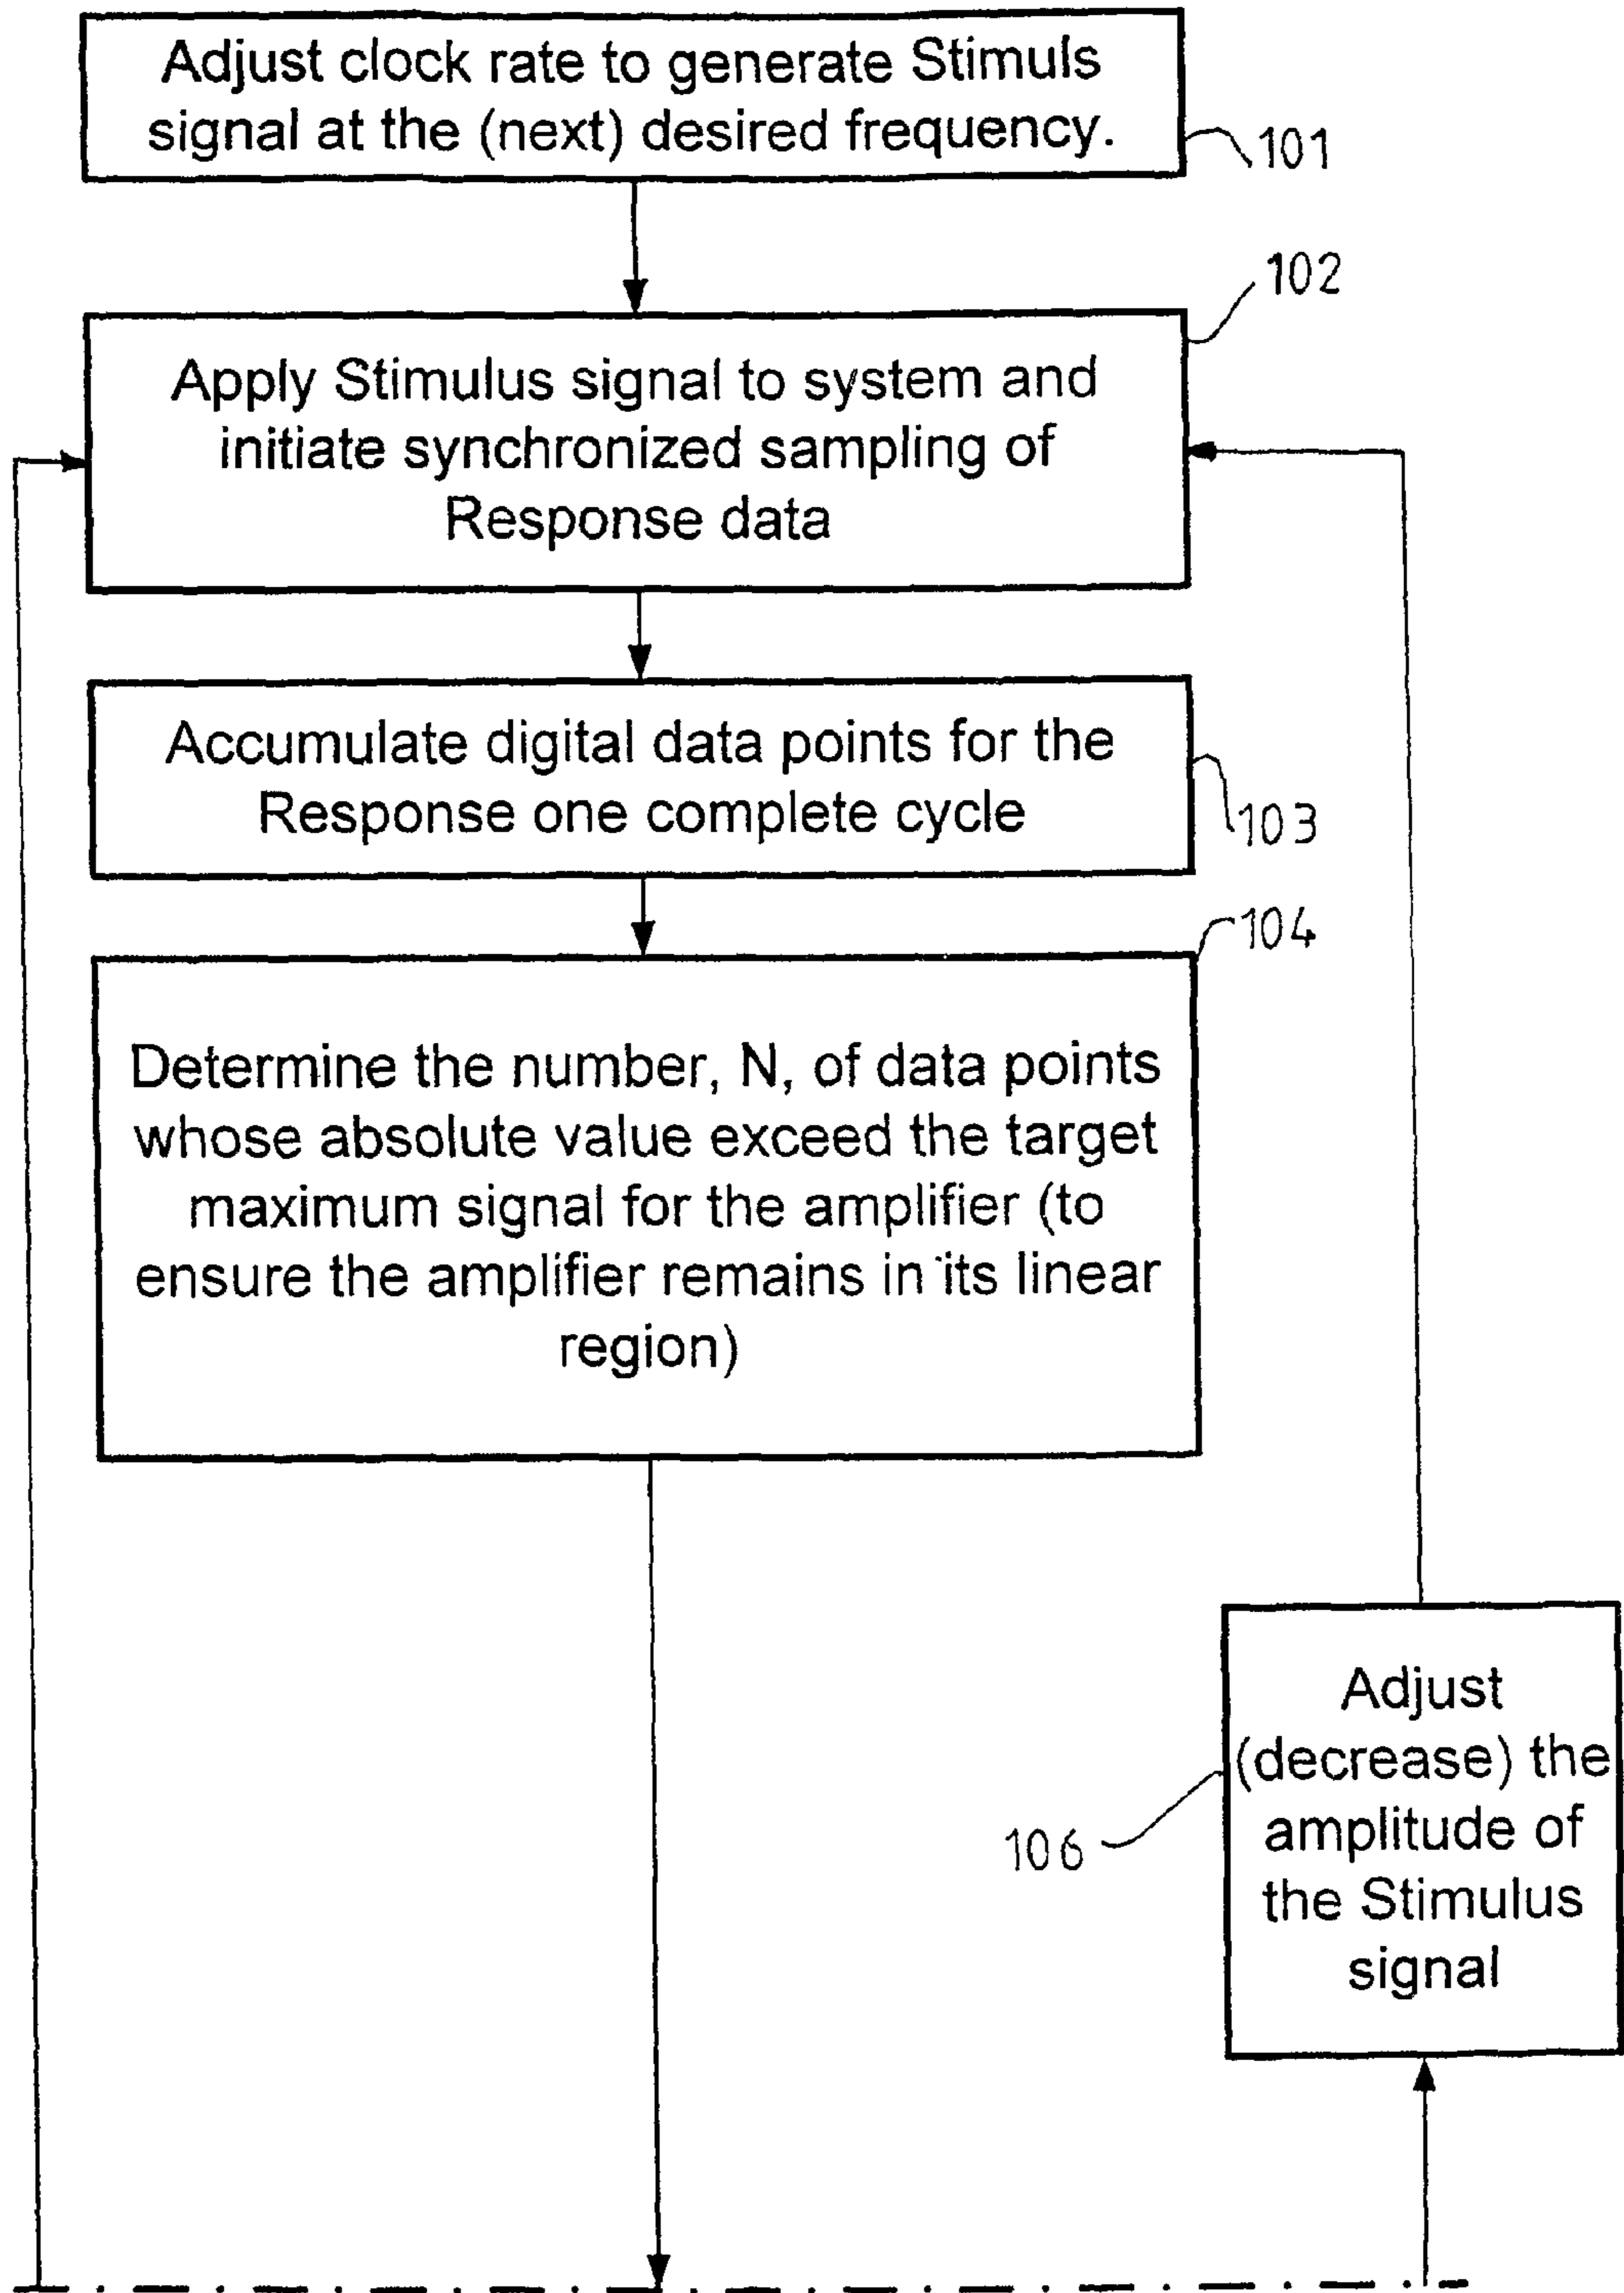 Adjust clock rate to generate Stimuls
signal at the (next) desired frequency.
101
102
Apply Stimulus signal to system and
initiate synchronized sampling of
Response data
Accumulate digital data points for the
Response one complete cycle
103
104
Determine the number, N, of data points
whose absolute value exceed the target
maximum signal for the amplifier (to
ensure the amplifier remains in its linear
region)
Adjust
(decrease) the
amplitude of
the Stimulus
signal
106